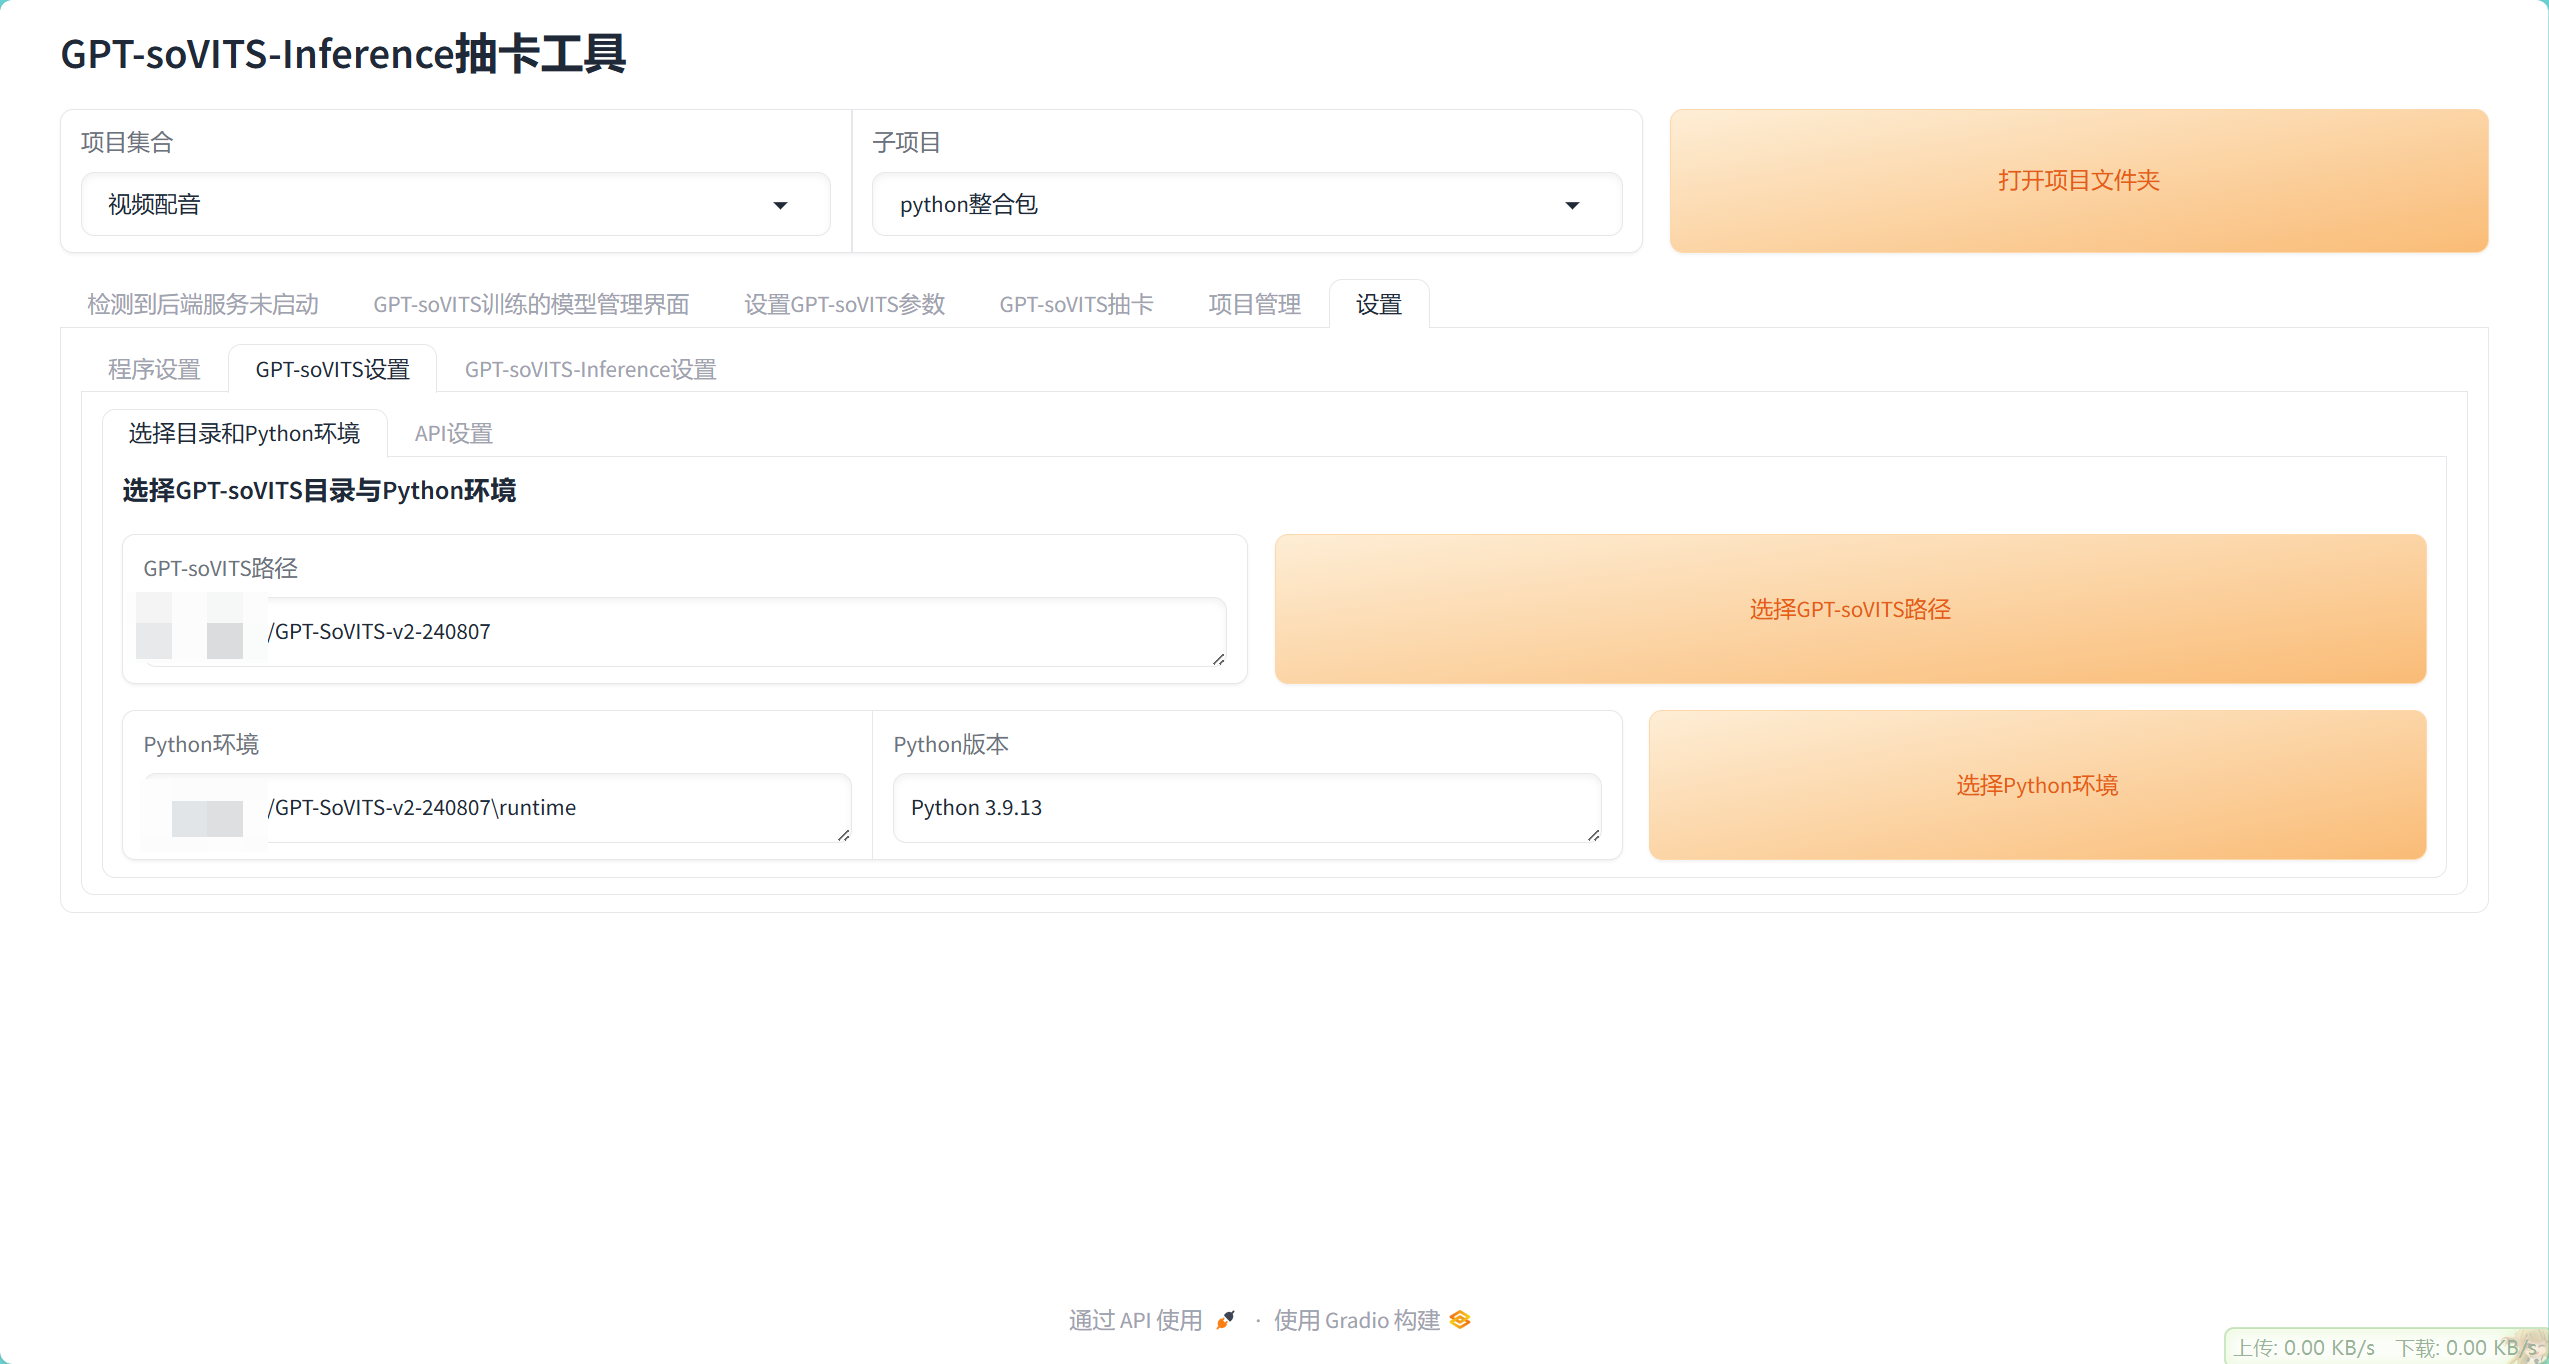 GPT-soVITS-Inference抽卡工具
项目集合
子项目
视频配音
python整合包
打开项目文件夹
检测到后端服务未启动 GPT-soVITS训练的模型管理界面 设置GPT-soVITS参数 GPT-soVITS抽卡 项目管理 设置
程序设置 GPT-soVITS设置 GPT-soVITS-Inference设置
选择目录和Python环境 API设置
选择GPT-soVITS目录与Python环境
GPT-soVITS路径
/GPT-SoVITS-v2-240807
选择GPT-soVITS路径
Python环境
/GPT-SoVITS-v2-240807\runtime
Python版本
Python 3.9.13
选择Python环境
通过 API 使用 · 使用 Gradio 构建
上传: 0.00 KB/s 下载: 0.00 KB/s